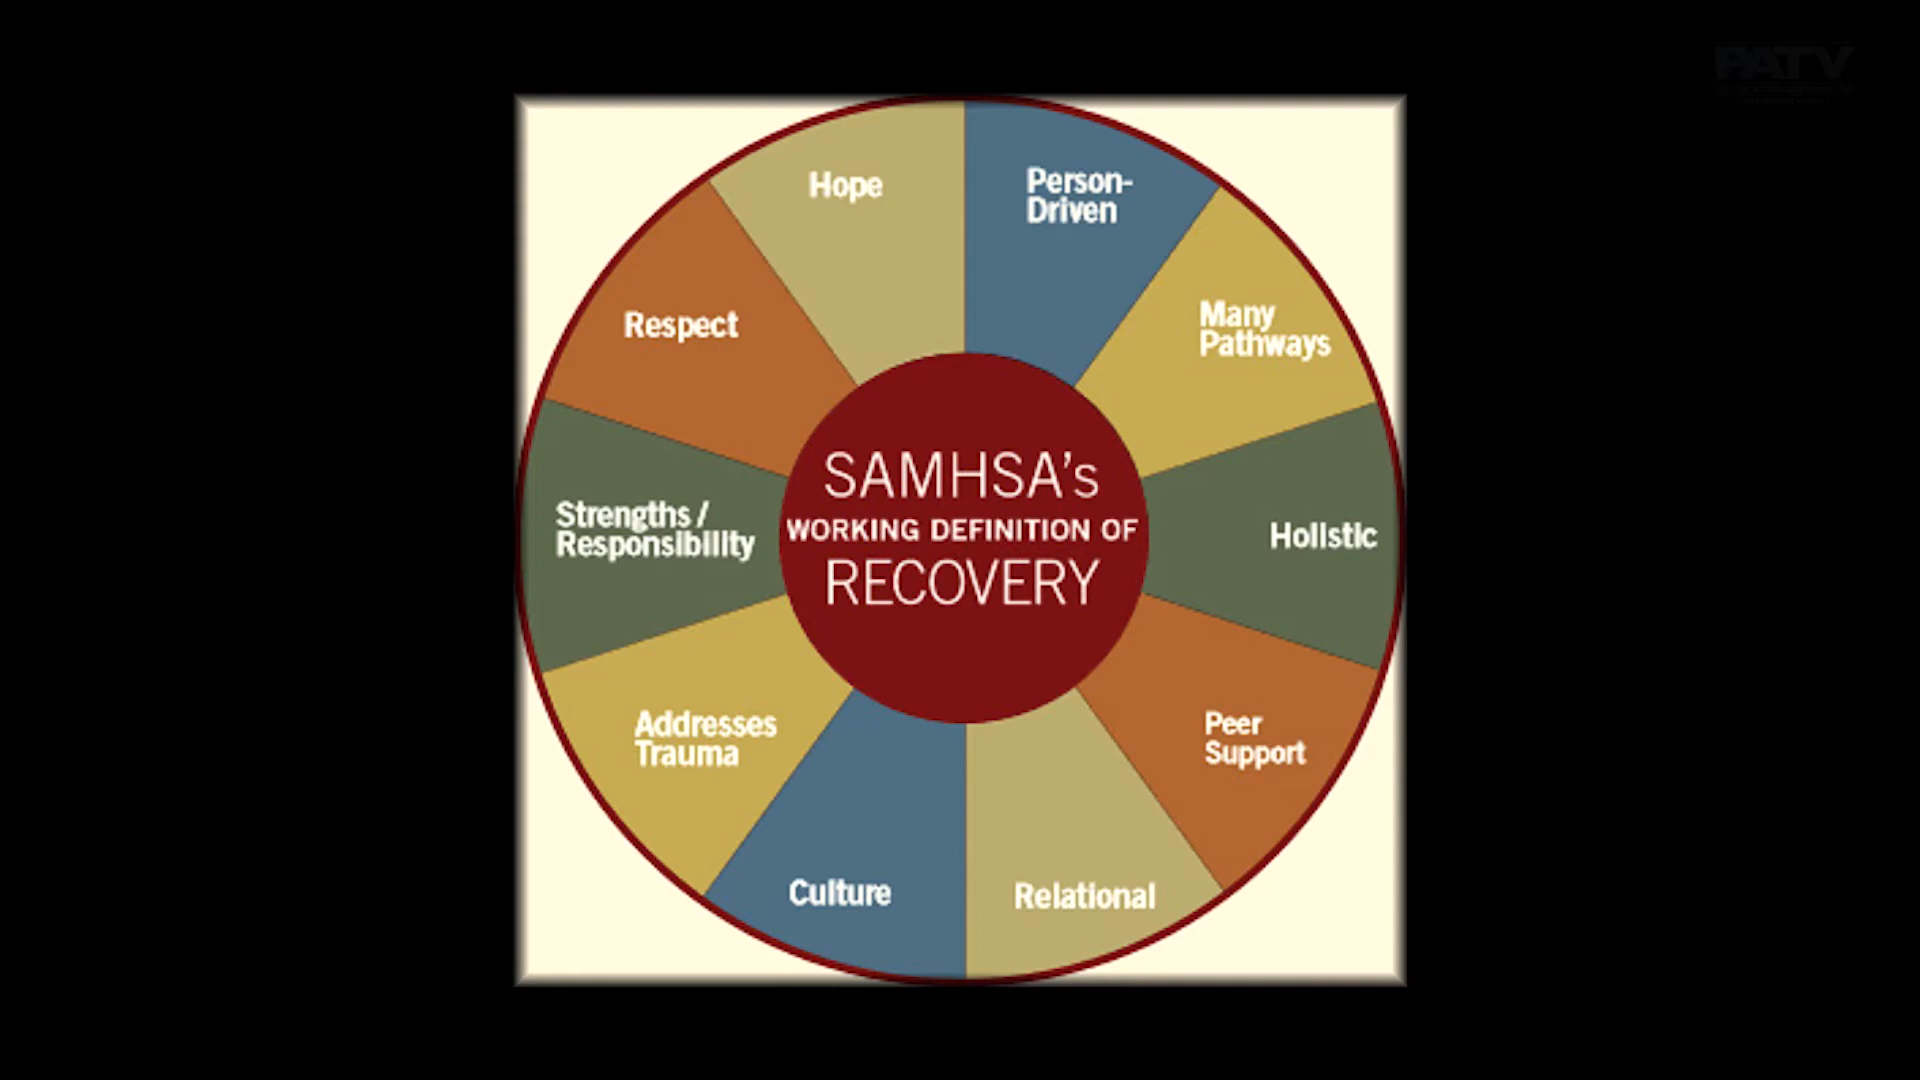 PATV
Hope
Person-
Driven
Many
Pathways
Holistic
Peer
Support
Relational
Culture
Addresses
Trauma
Strengths /
Responsibility
Respect
SAMHSA's
WORKING DEFINITION OF
RECOVERY